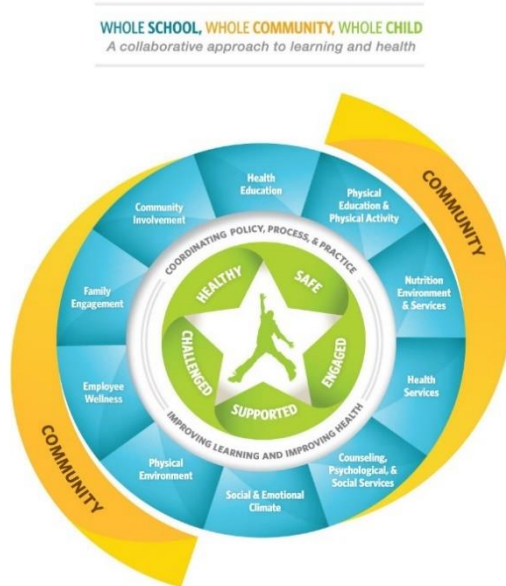 WHOLE SCHOOL, WHOLE COMMUNITY, WHOLE CHILD
A collaborative approach to learning and health
COMMUNITY
Health
Education
Physical
Education &
Physical Activity
Nutrition
Environment
& Services
Health
Services
Counseling,
Psychological, &
Social Services
Social & Emotional
Climate
Physical
Environment
Employee
Wellness
Family
Engagement
Community
Involvement
COORDINATING POLICY, PROCESS, & PRACTICE
IMPROVING LEARNING AND IMPROVING HEALTH
HEALTHY
SAFE
ENGAGED
SUPPORTED
CHALLENGED
COMMUNITY